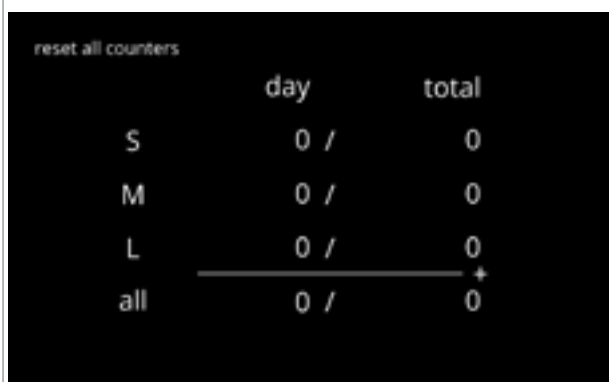 reset all counters
day total
S 0 / 0
M 0 / 0
L 0 / 0
+
all 0 / 0